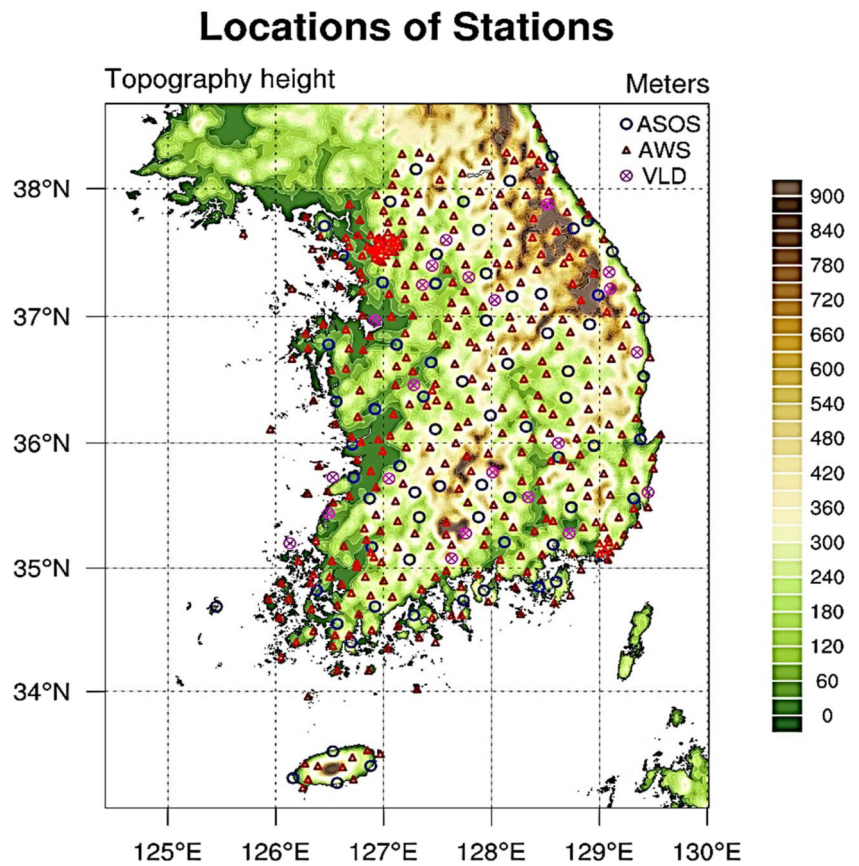 Locations of Stations
Topography height
Meters
ASOS
AWS
VLD
38°N
37°N
36°N
35°N
34°N
125°E
126°E
127°E
128°E
129°E
130°E
900
840
780
720
660
600
540
480
420
360
300
240
180
120
60
0